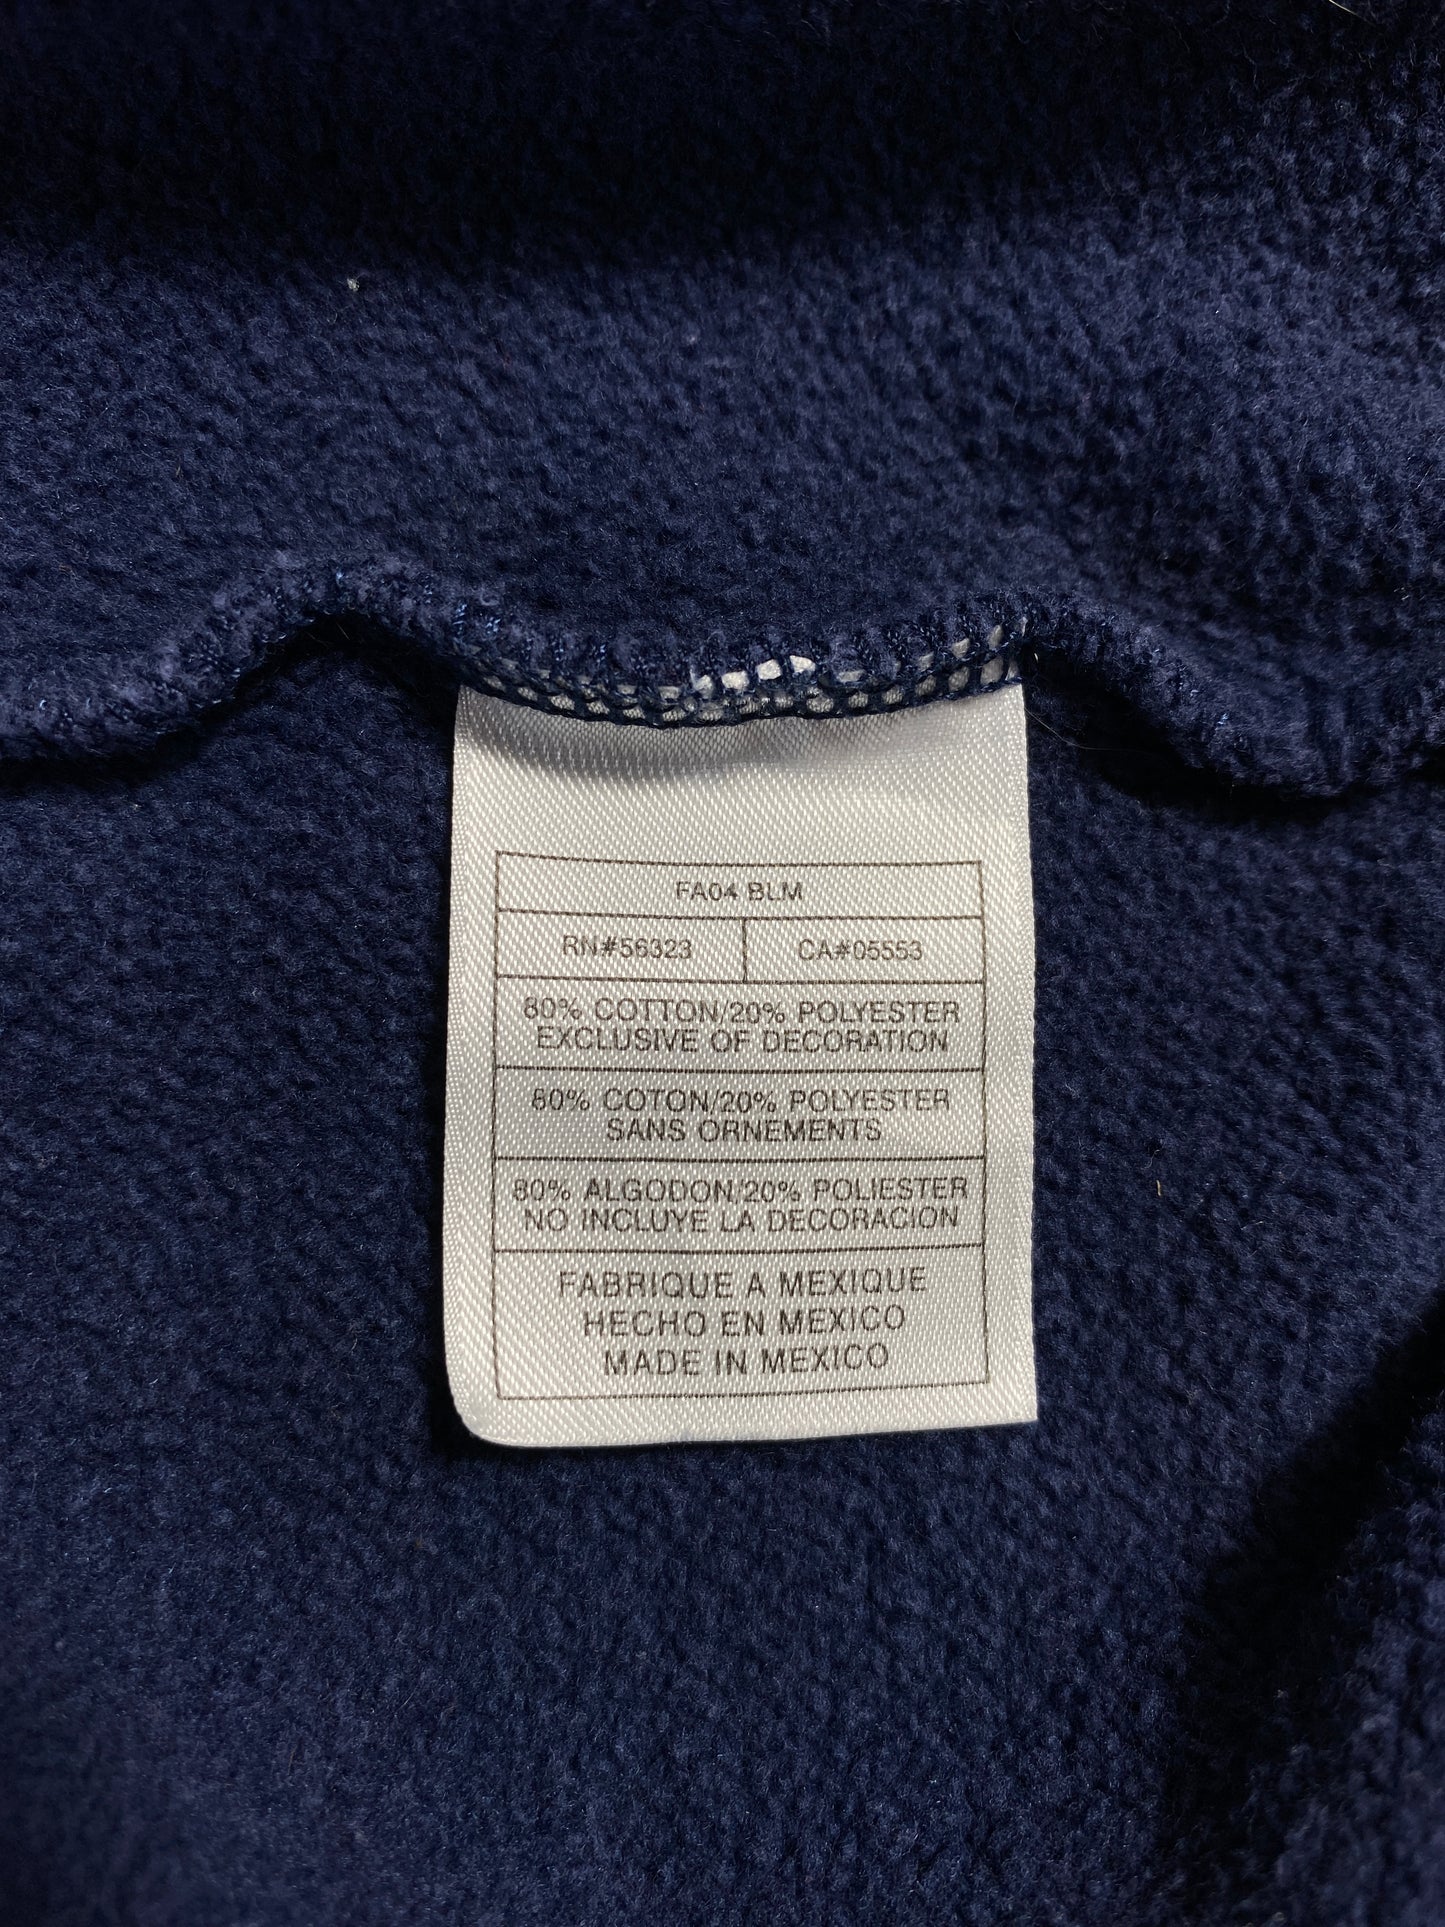 FA04 BLM
RN#56323 CA#05553
80% COTTON/20% POLYESTER
EXCLUSIVE OF DECORATION
80% COTON/20% POLYESTER
SANS ORNEMENTS
80% ALGODON/20% POLIESTER
NO INCLUYE LA DECORACION
FABRIQUE A MEXIQUE
HECHO EN MEXICO
MADE IN MEXICO